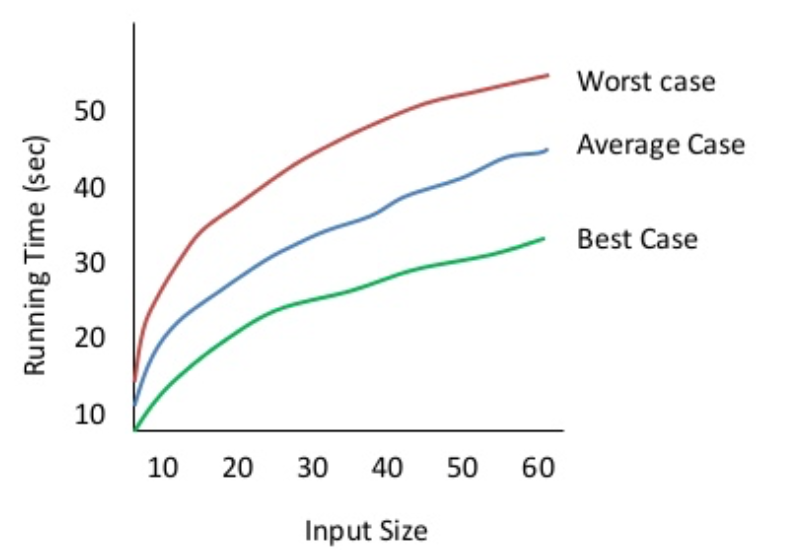 Worst case
50
Average Case
40
Best Case
30
20
10
Running Time (sec)
10 20 30 40 50 60
Input Size